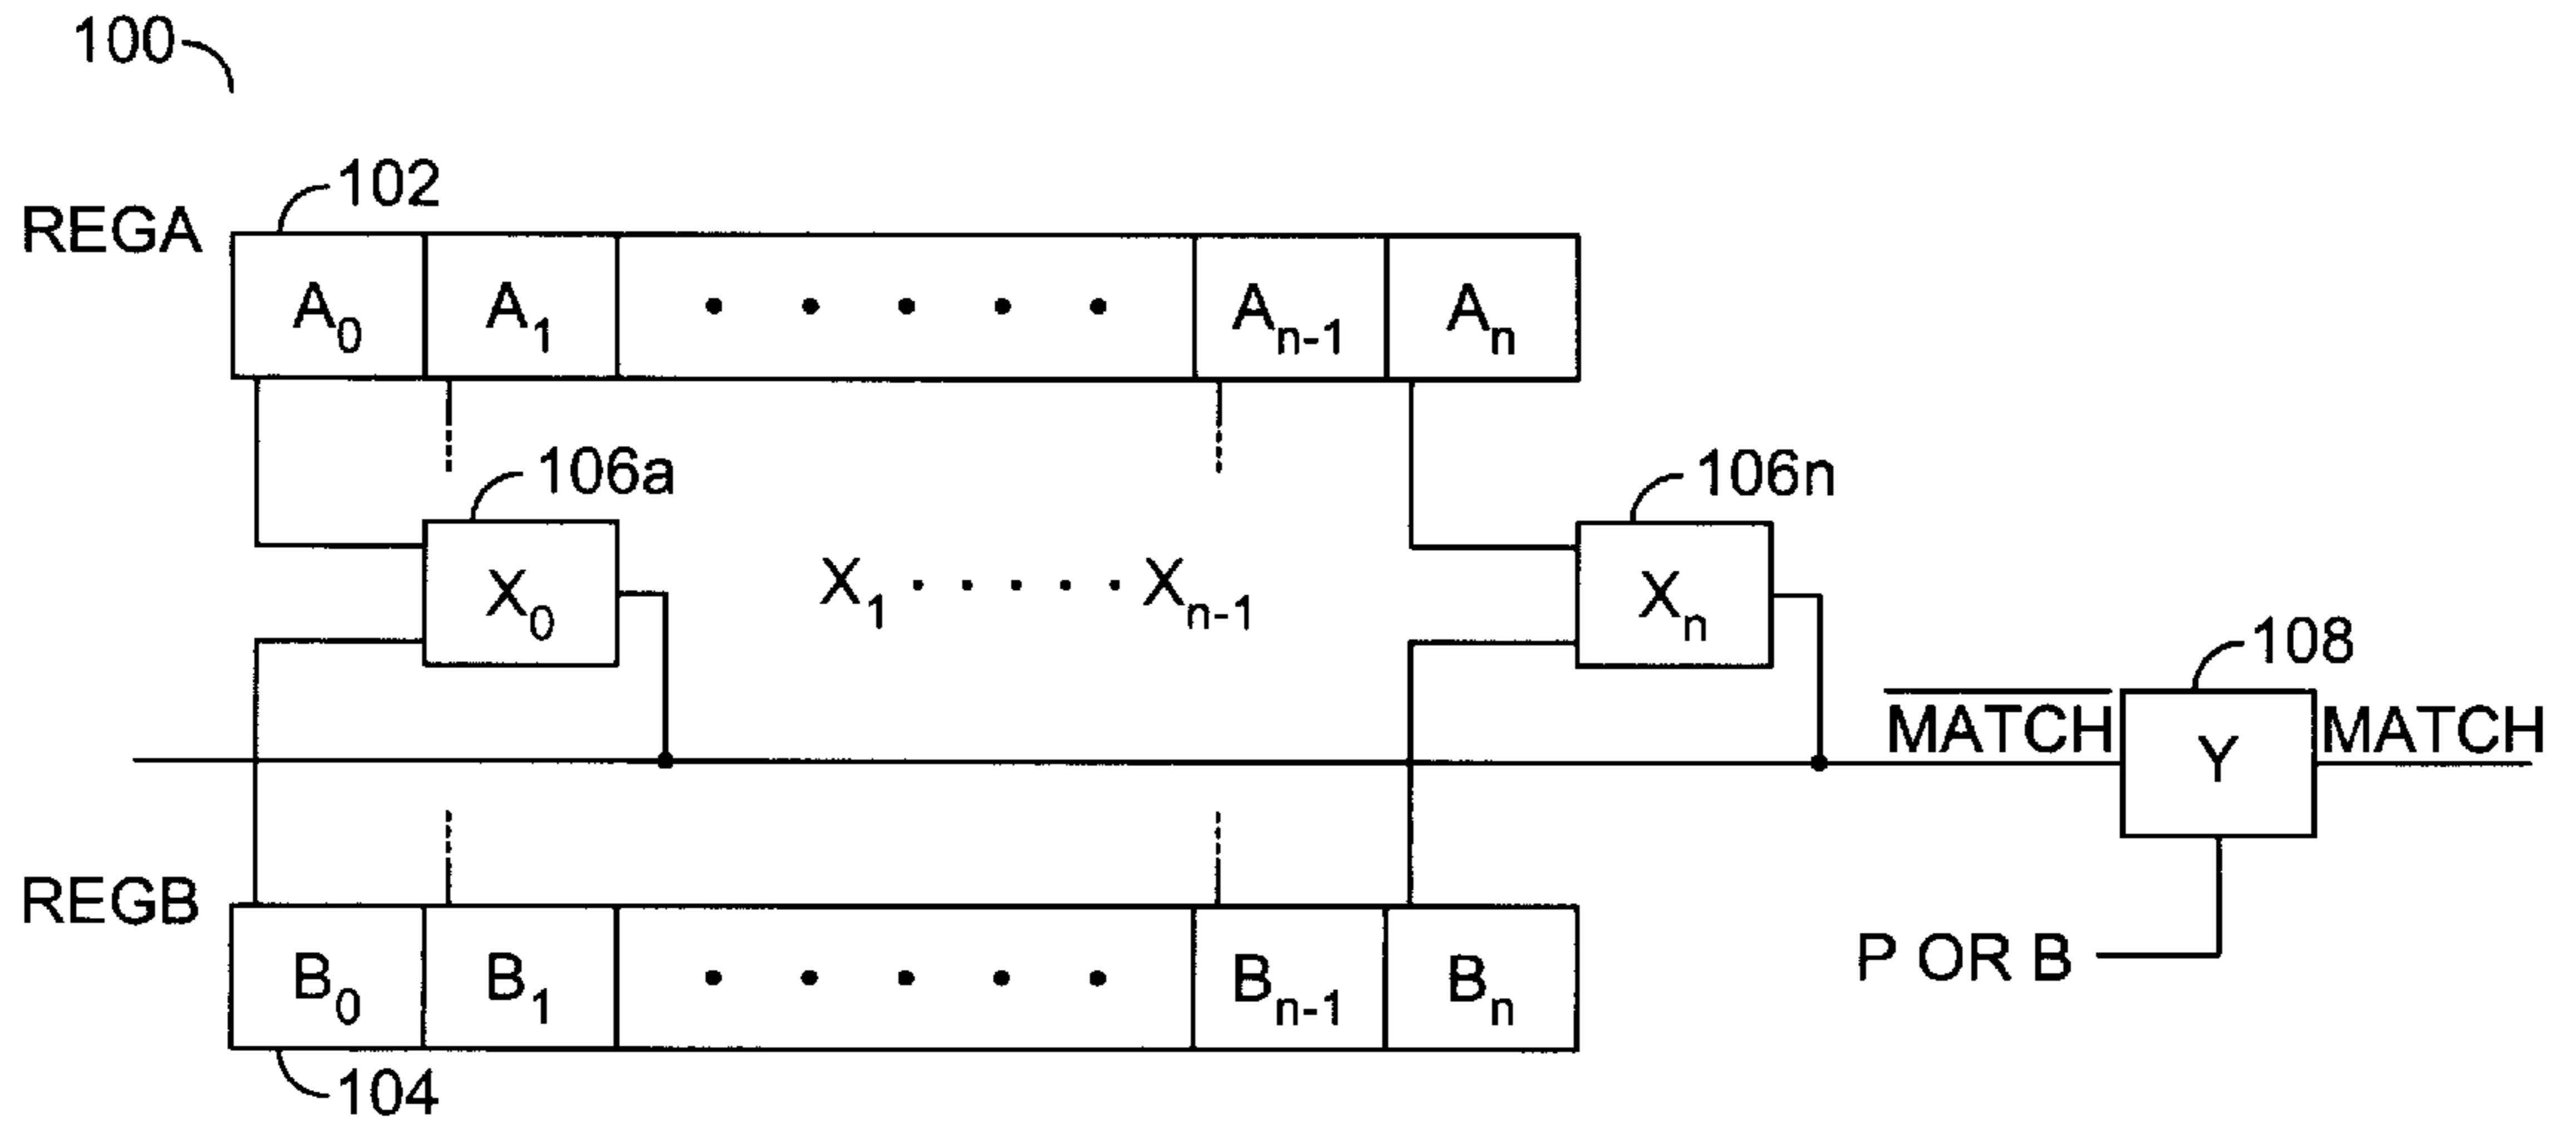 100
102
REGA
A₀ A₁ • • • • • Aₙ₋₁ Aₙ
106a
106n
X₀
X₁ • • • • • Xₙ₋₁
Xₙ
108
M̅A̅T̅C̅H̅
Y
MATCH
REGB
P OR B
B₀ B₁ • • • • • Bₙ₋₁ Bₙ
104